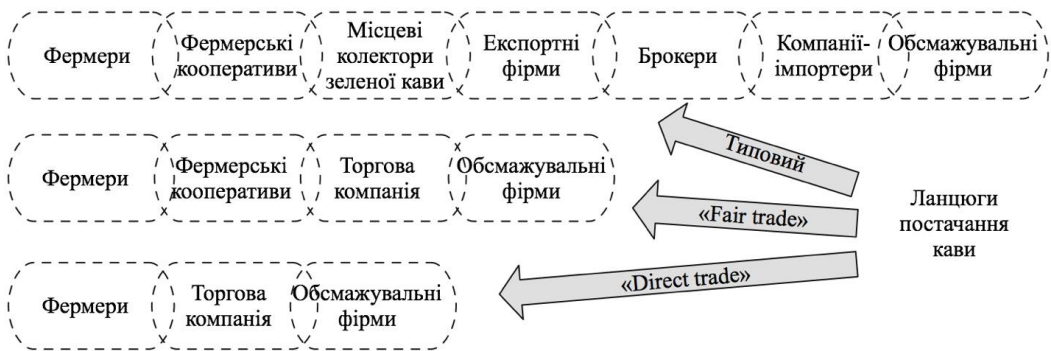 Фермери
Фермерські
кооперативи
Місцеві
колектори
зеленої кави
Експортні
фірми
Брокери
Компанії-
імпортери
Обсмажувальні
фірми
Типовий
Фермери
Фермерські
кооперативи
Торгова
компанія
Обсмажувальні
фірми
«Fair trade»
Ланцюги
постачання
кави
Фермери
Торгова
компанія
Обсмажувальні
фірми
«Direct trade»